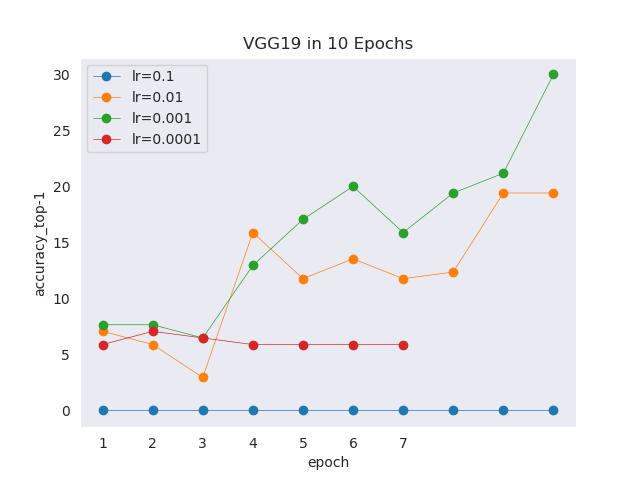 VGG19 in 10 Epochs
lr=0.1
lr=0.01
lr=0.001
lr=0.0001
30
25
20
15
10
5
0
accuracy_top-1
1 2 3 4 5 6 7
epoch